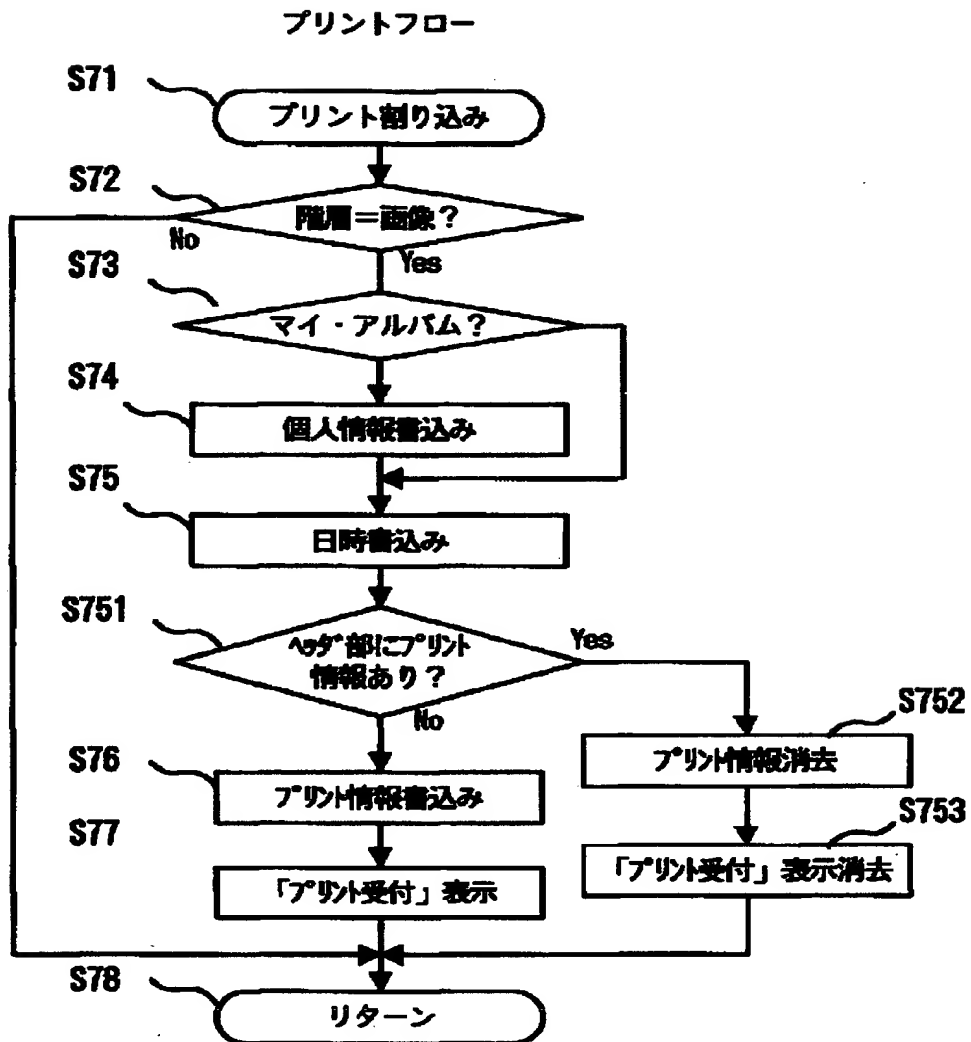 プリントフロー
S71
プリント割り込み
S72
階層＝画像？
No
Yes
S73
マイ・アルバム？
S74
個人情報書込み
S75
日時書込み
S751
ﾍｯﾀﾞ部にプリント
情報あり？
Yes
No
S752
プリント情報消去
S76
プリント情報書込み
S753
「プリント受付」表示消去
S77
「プリント受付」表示
S78
リターン